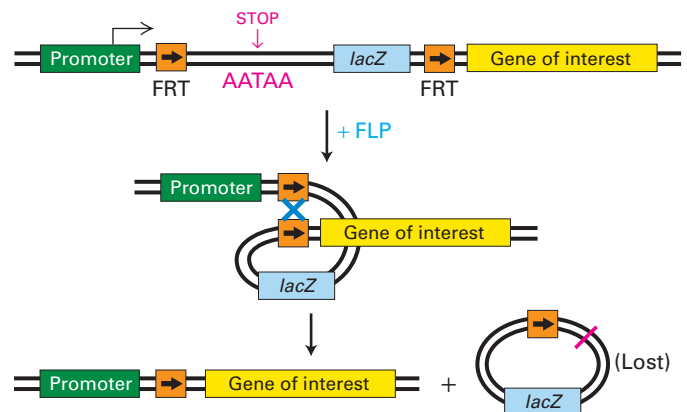 STOP
Promoter
lacZ
Gene of interest
FRT
AATAA
FRT
+ FLP
Promoter
Gene of interest
lacZ
Promoter
Gene of interest
+
(Lost)
lacZ